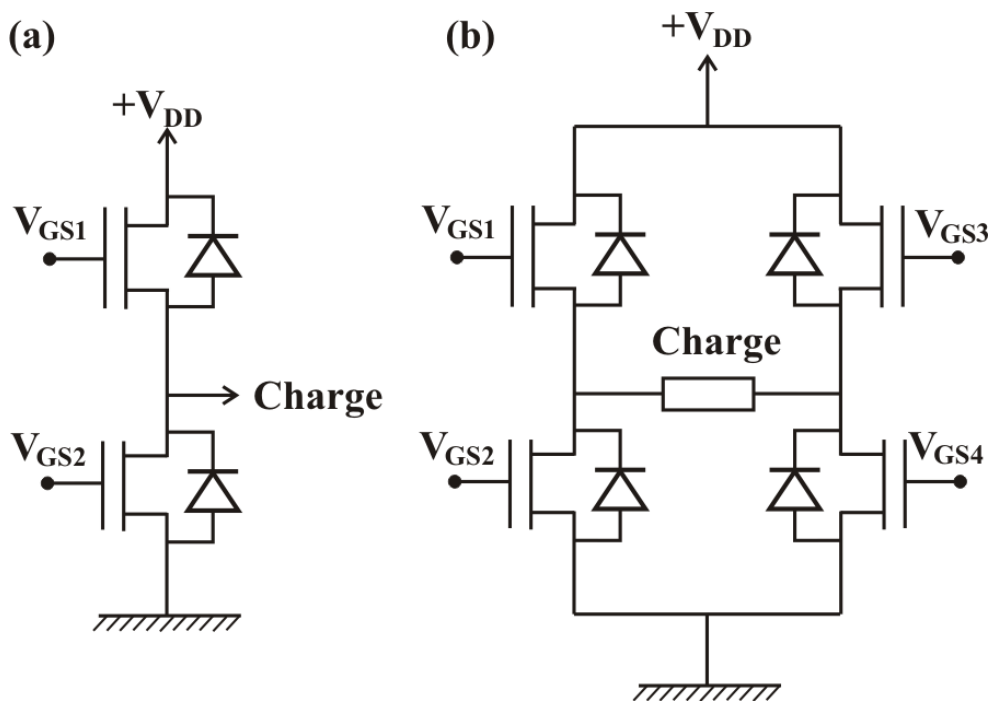 (a)
+VDD
VGS1
Charge
VGS2
(b)
+VDD
VGS1
VGS3
Charge
VGS2
VGS4